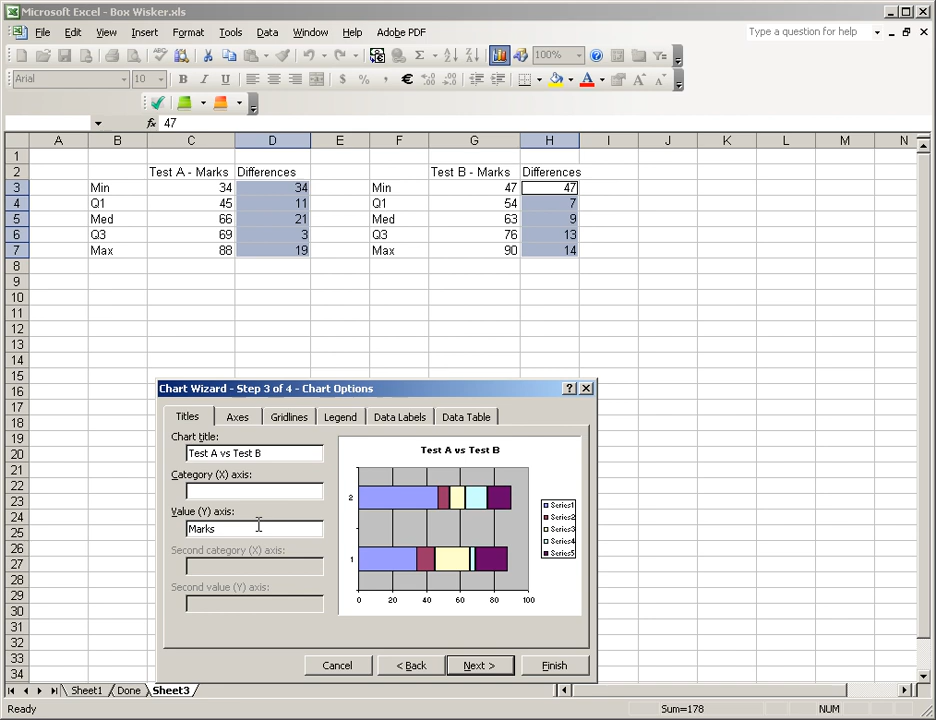 Microsoft Excel - Box Wisker.xls
File Edit View Insert Format Tools Data Window Help Adobe PDF Type a question for help
100%
Arial 10 B I U $ % , €
fx 47
A B C D E F G H I J K L M N
1
2 Test A - Marks Differences Test B - Marks Differences
3 Min 34 34 Min 47 47
4 Q1 45 11 Q1 54 7
5 Med 66 21 Med 63 9
6 Q3 69 3 Q3 76 13
7 Max 88 19 Max 90 14
8
9
10
11
12
13
14
15
16
17
18
19
20
21
22
23
24
25
26
27
28
29
30
31
32
33
34
Chart Wizard - Step 3 of 4 - Chart Options
Titles Axes Gridlines Legend Data Labels Data Table
Chart title:
Test A vs Test B
Category (X) axis:
Value (Y) axis:
Marks
Second category (X) axis:
Second value (Y) axis:
Test A vs Test B
2
1
0 20 40 60 80 100
Series1
Series2
Series3
Series4
Series5
Cancel < Back Next > Finish
Sheet1 Done Sheet3
Ready Sum=178 NUM